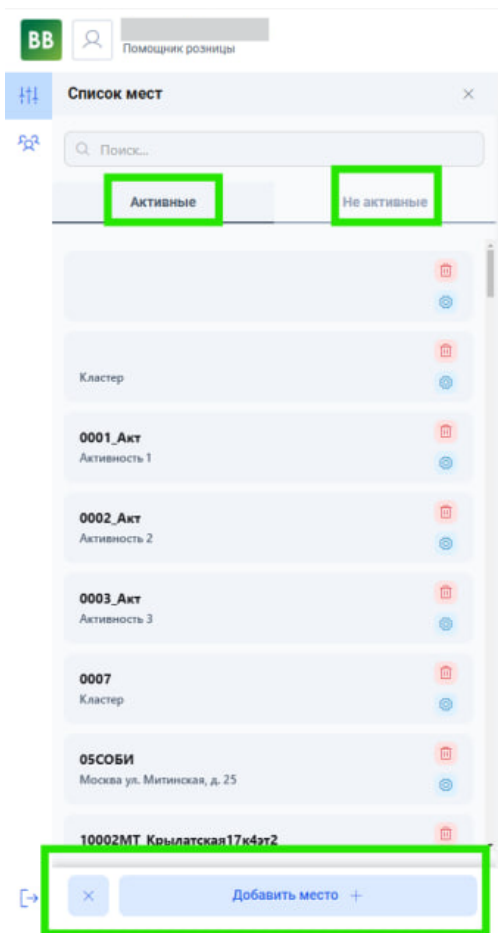 BB
Помощник розницы
Список мест
Поиск...
Активные
Не активные
Кластер
0001_Акт
Активность 1
0002_Акт
Активность 2
0003_Акт
Активность 3
0007
Кластер
05СОБИ
Москва ул. Митинская, д. 25
10002МТ_Крылатская17к4эт2
Добавить место +